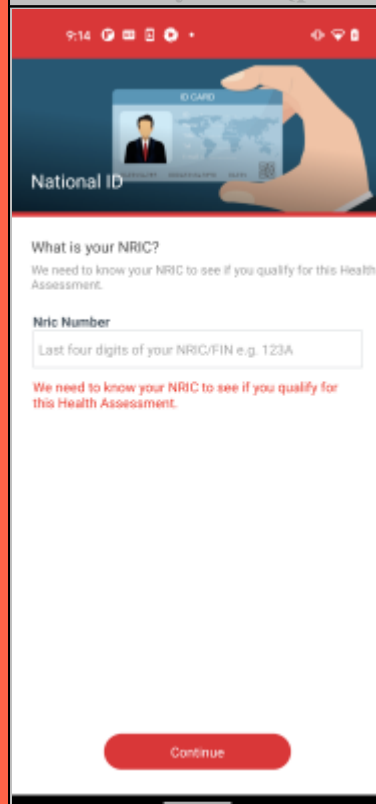 9:14
ID CARD
National ID
What is your NRIC?
We need to know your NRIC to see if you qualify for this Health
Assessment.
Nric Number
Last four digits of your NRIC/FIN e.g. 123A
We need to know your NRIC to see if you qualify for
this Health Assessment.
Continue